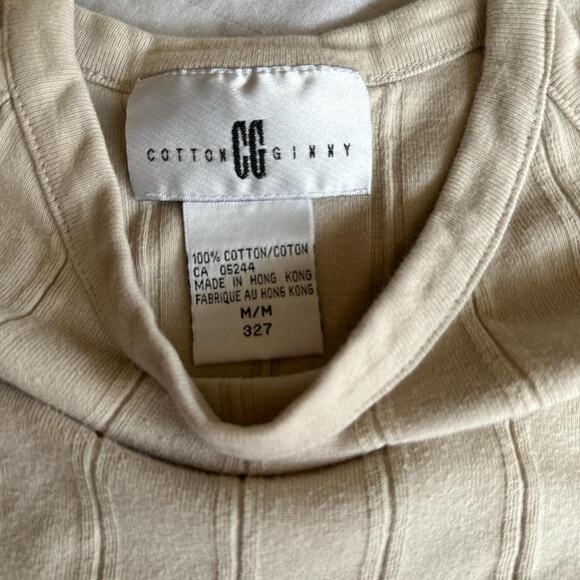 COTTON CG GINNY
100% COTTON/COTON
CA 05244
MADE IN HONG KONG
FABRIQUE AU HONG KONG
M/M
327